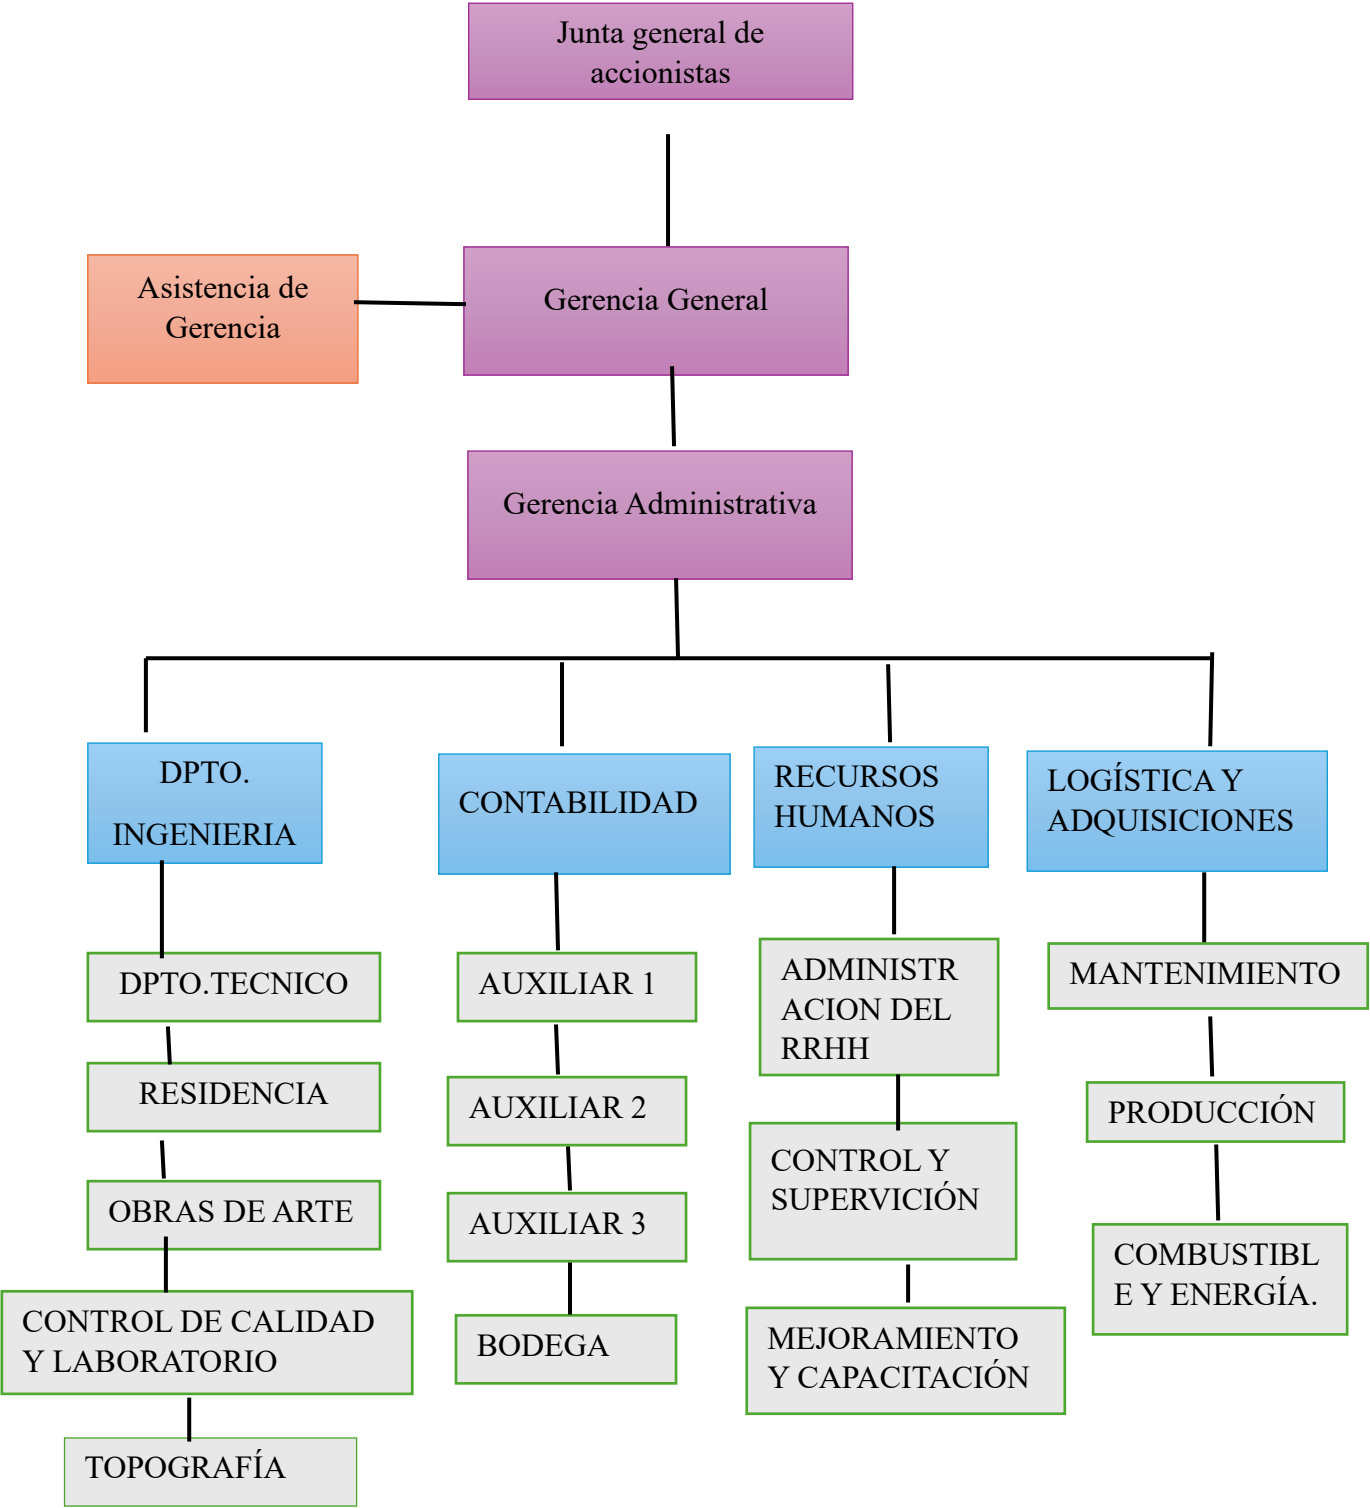 Junta general de
accionistas
Asistencia de
Gerencia
Gerencia General
Gerencia Administrativa
DPTO.
INGENIERIA
CONTABILIDAD
RECURSOS
HUMANOS
LOGÍSTICA Y
ADQUISICIONES
DPTO.TECNICO
RESIDENCIA
OBRAS DE ARTE
CONTROL DE CALIDAD
Y LABORATORIO
TOPOGRAFÍA
AUXILIAR 1
AUXILIAR 2
AUXILIAR 3
BODEGA
ADMINISTR
ACION DEL
RRHH
CONTROL Y
SUPERVICIÓN
MEJORAMIENTO
Y CAPACITACIÓN
MANTENIMIENTO
PRODUCCIÓN
COMBUSTIBL
E Y ENERGÍA.